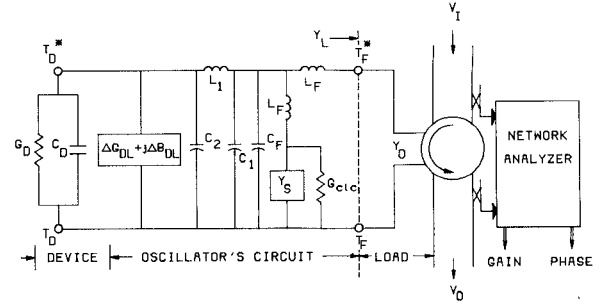 V_I
Y_L
T_D*
T_F*
L_1
L_F
L_F
G_D
C_D
ΔG_DL+jΔB_DL
C_2
C_1
C_F
Y_S
G_clc
Y_O
NETWORK
ANALYZER
T_D
T_F
DEVICE
OSCILLATOR'S CIRCUIT
LOAD
GAIN
PHASE
V_O